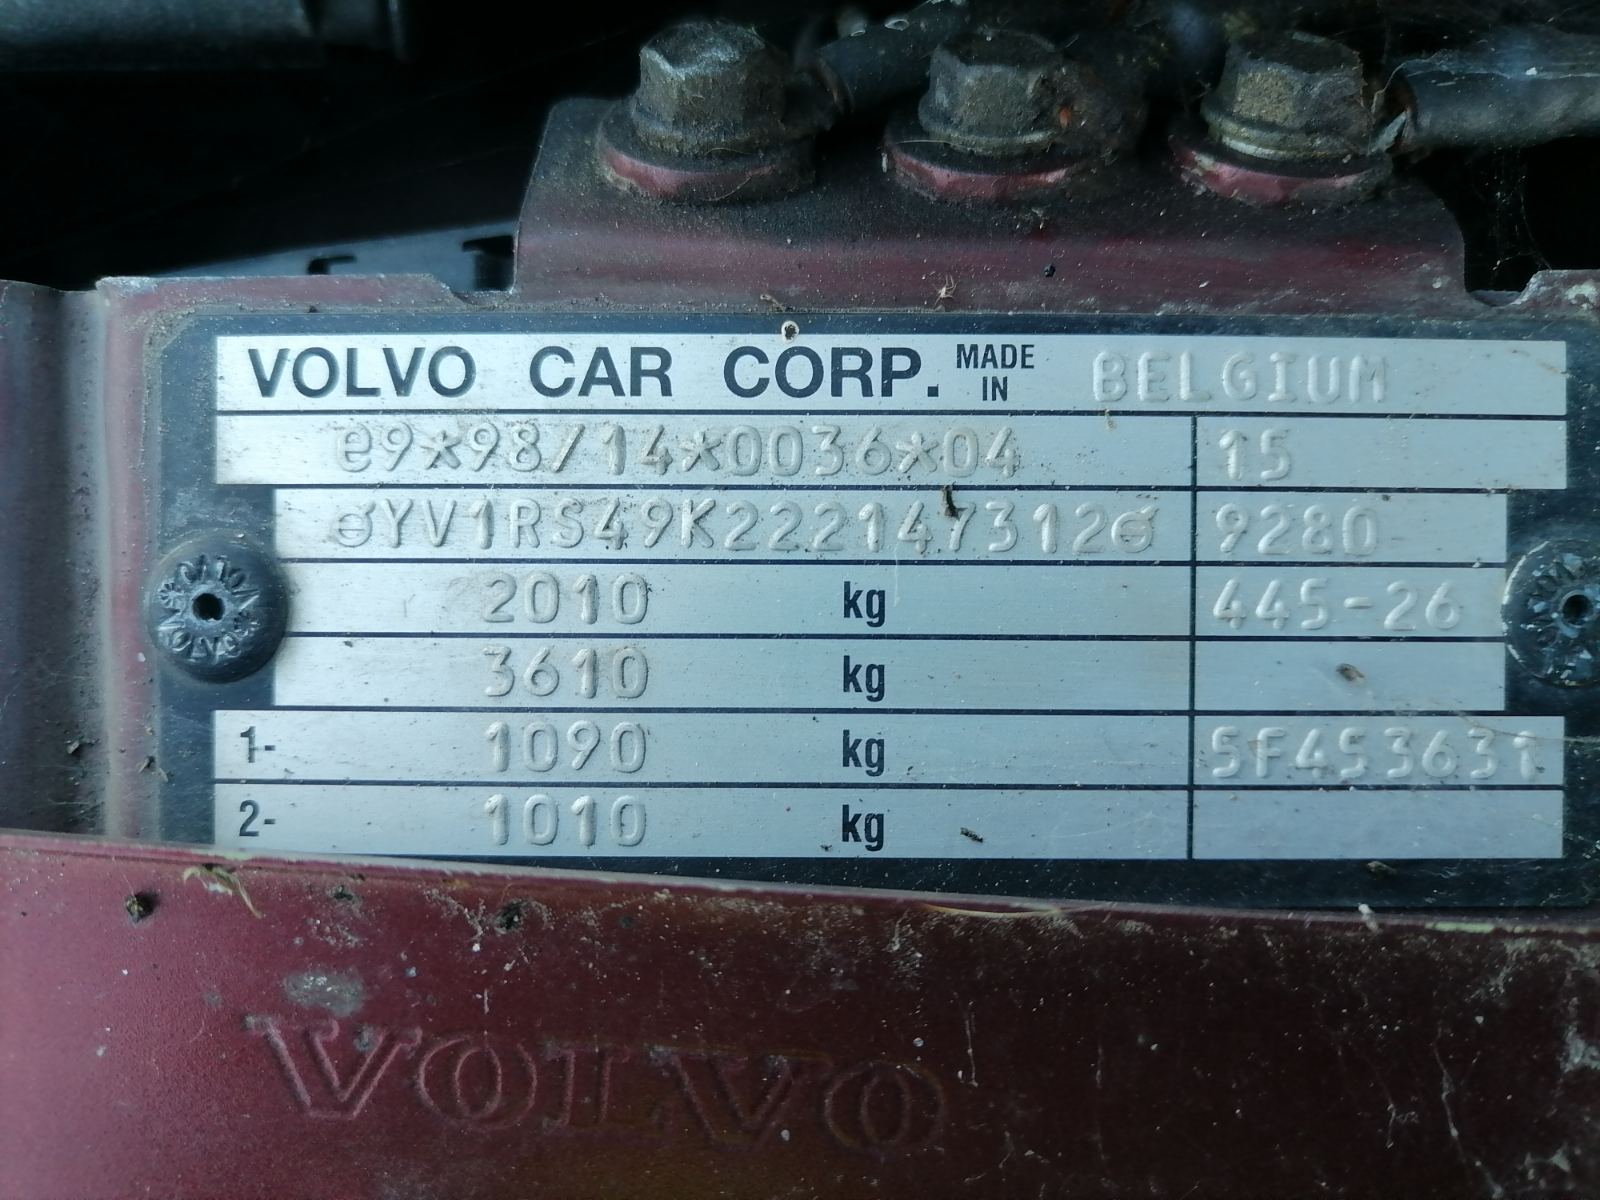 VOLVO CAR CORP. MADE IN BELGIUM
e9*98/14*0036*04 15
YV1RS49K222147312 9280
2010 kg 445-26
3610 kg
1- 1090 kg 5F453631
2- 1010 kg
VOLVO